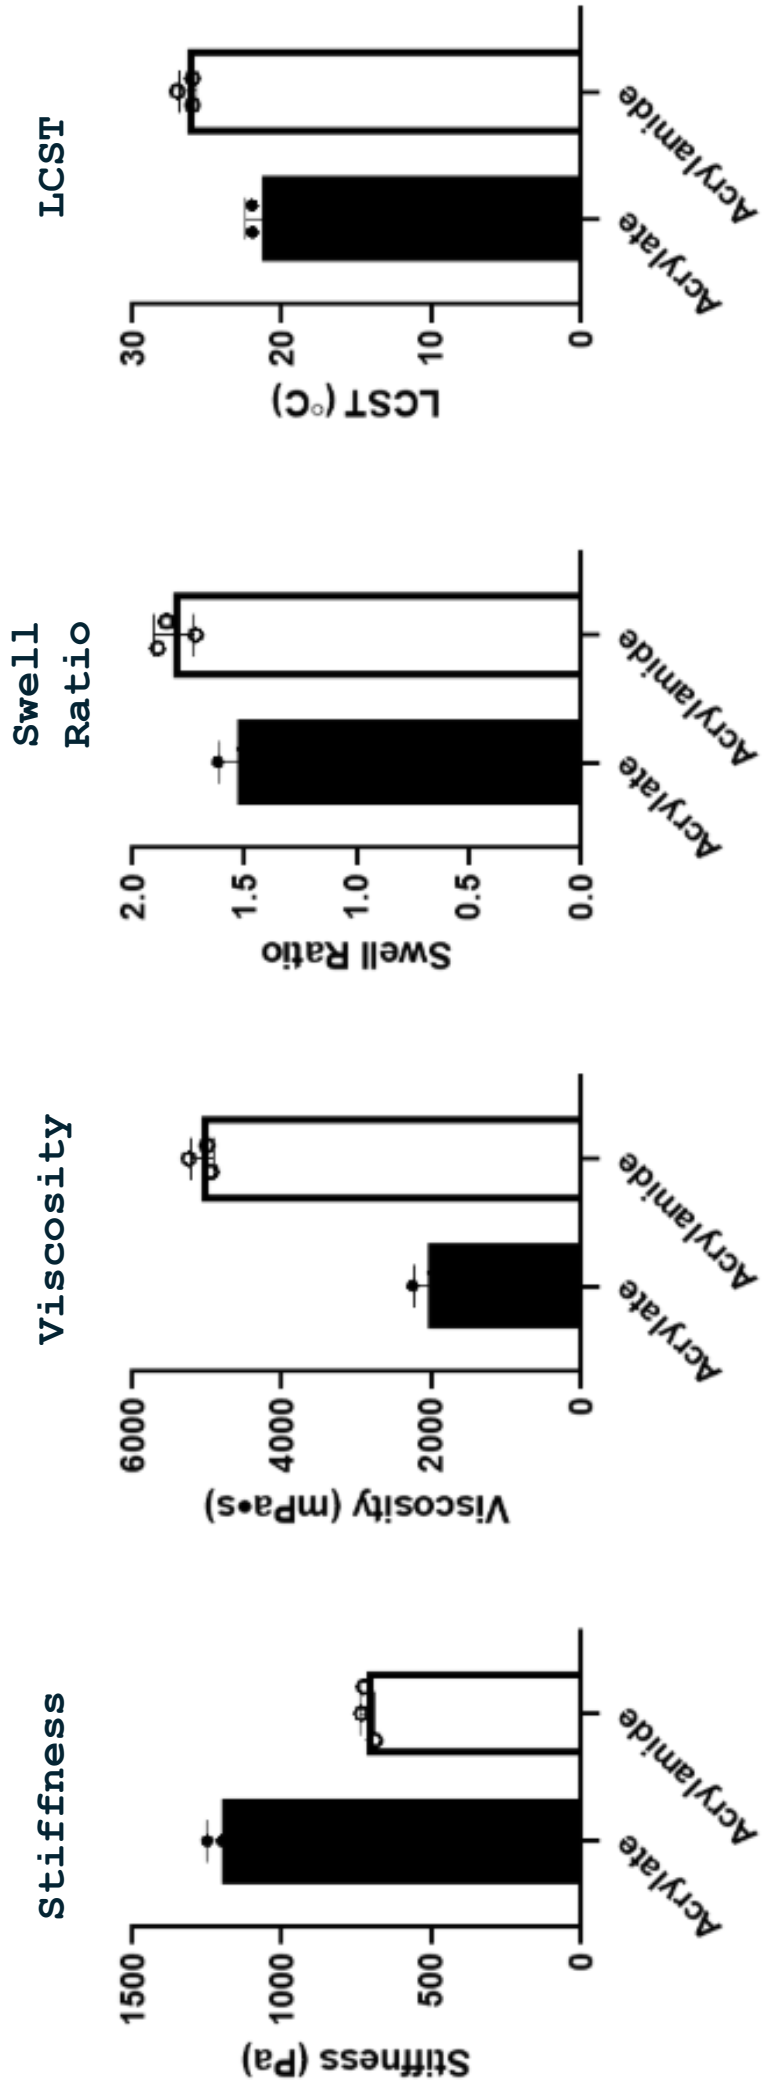 Stiffness
Stiffness (Pa)
1500
1000
500
0
Acrylate
Acrylamide
Viscosity
Viscosity (mPa•s)
6000
4000
2000
0
Acrylate
Acrylamide
Swell
Ratio
Swell Ratio
2.0
1.5
1.0
0.5
0.0
Acrylate
Acrylamide
LCST
LCST (°C)
30
20
10
0
Acrylate
Acrylamide